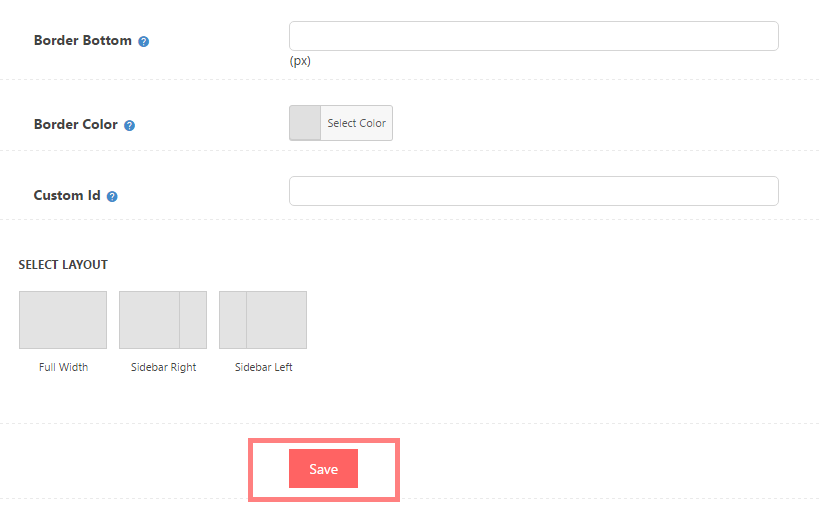 Border Bottom ?
(px)
Border Color ?
Select Color
Custom Id ?
SELECT LAYOUT
Full Width Sidebar Right Sidebar Left
Save